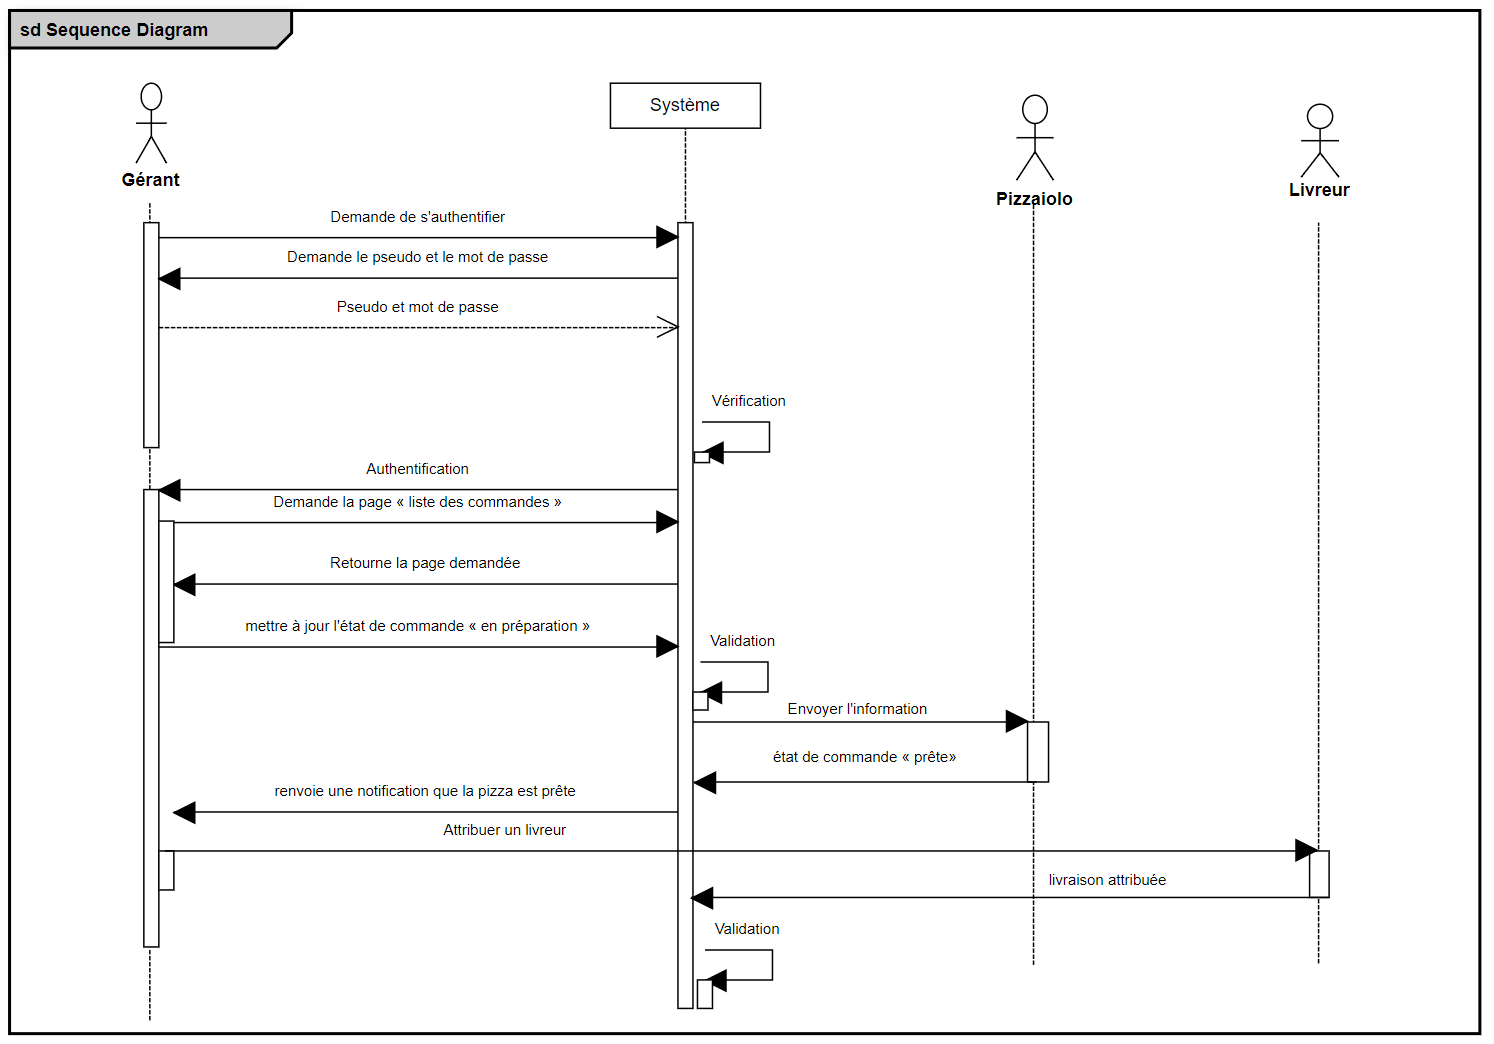 sd Sequence Diagram
Système
Gérant
Pizzaiolo
Livreur
Demande de s'authentifier
Demande le pseudo et le mot de passe
Pseudo et mot de passe
Vérification
Authentification
Demande la page « liste des commandes »
Retourne la page demandée
mettre à jour l'état de commande « en préparation »
Validation
Envoyer l'information
état de commande « prête»
renvoie une notification que la pizza est prête
Attribuer un livreur
livraison attribuée
Validation